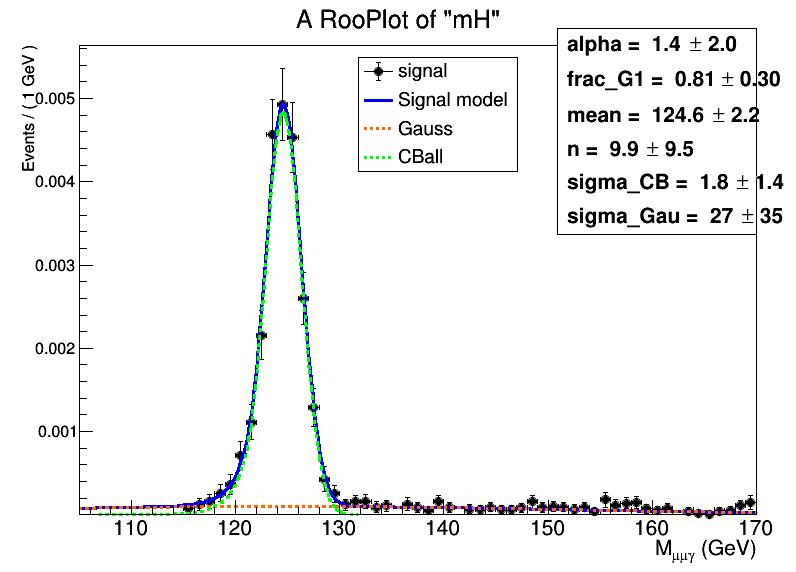 A RooPlot of "mH"
Events / ( 1 GeV )
0.005
0.004
0.003
0.002
0.001
signal
Signal model
Gauss
CBall
alpha = 1.4 ± 2.0
frac_G1 = 0.81 ± 0.30
mean = 124.6 ± 2.2
n = 9.9 ± 9.5
sigma_CB = 1.8 ± 1.4
sigma_Gau = 27 ± 35
110 120 130 140 150 160 170
Mμμγ (GeV)